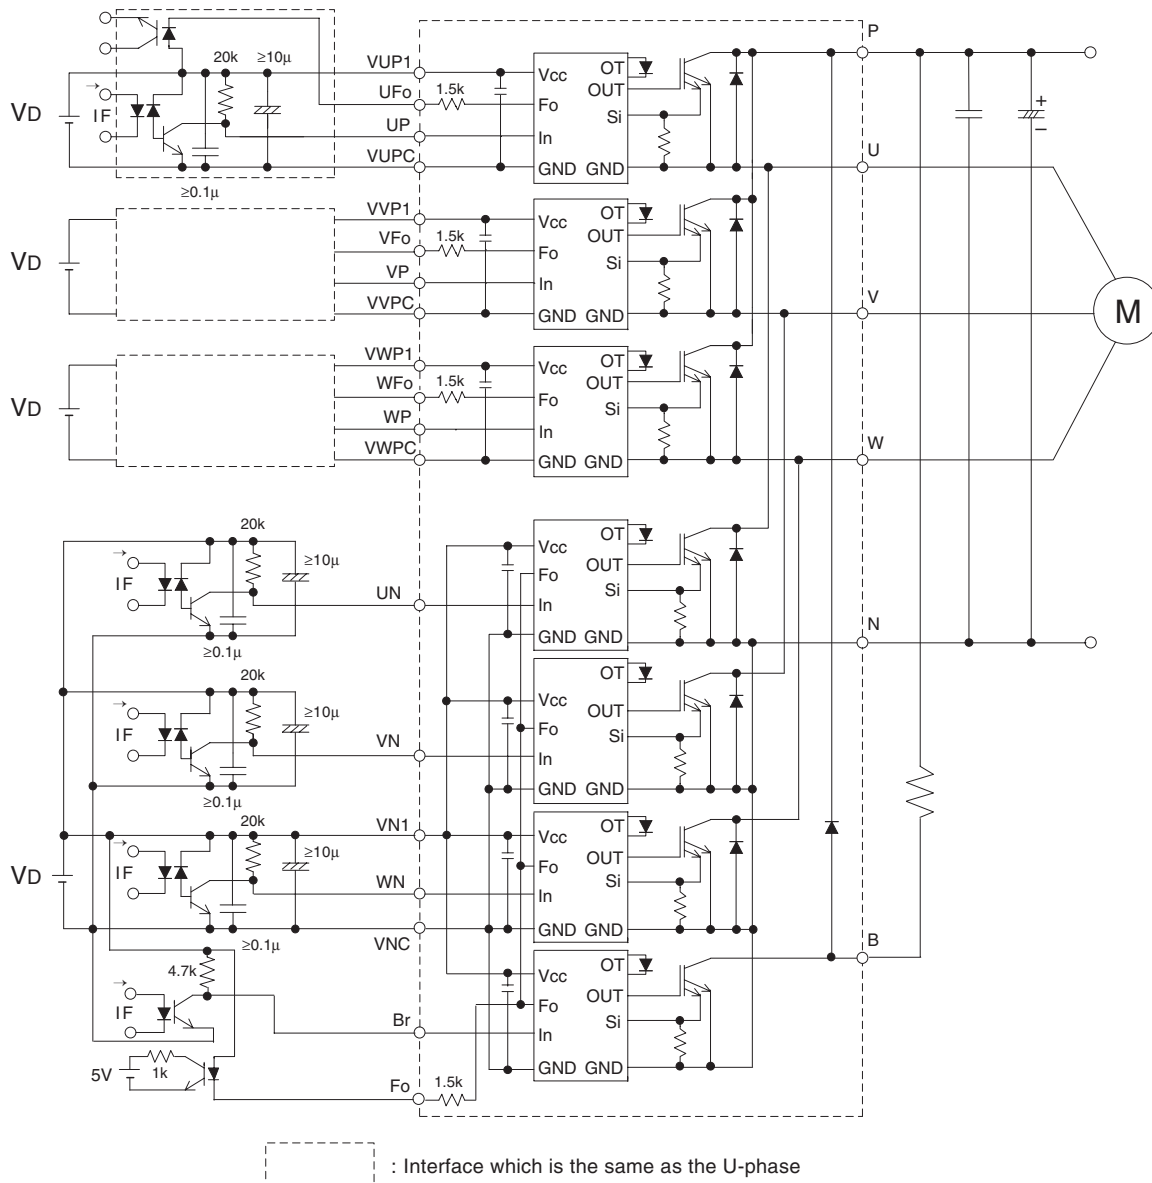 P
20k
≥10μ
VUP1
Vcc
OT
UFo
1.5k
OUT
VD
IF
Fo
Si
+
–
UP
In
VUPC
GND
GND
U
≥0.1μ
VVP1
Vcc
OT
VFo
1.5k
OUT
VD
Fo
Si
VP
In
V
VVPC
GND
GND
M
VWP1
Vcc
OT
WFo
1.5k
OUT
VD
Fo
Si
WP
In
W
VWPC
GND
GND
20k
≥10μ
Vcc
OT
IF
OUT
Fo
Si
UN
In
N
GND
GND
≥0.1μ
20k
≥10μ
Vcc
OT
IF
OUT
Fo
Si
VN
In
GND
GND
≥0.1μ
20k
VN1
Vcc
OT
≥10μ
VD
IF
OUT
Fo
WN
Si
In
VNC
GND
GND
B
≥0.1μ
4.7k
Vcc
OT
IF
OUT
Fo
Br
Si
In
5V
1k
Fo
1.5k
GND
GND
: Interface which is the same as the U-phase